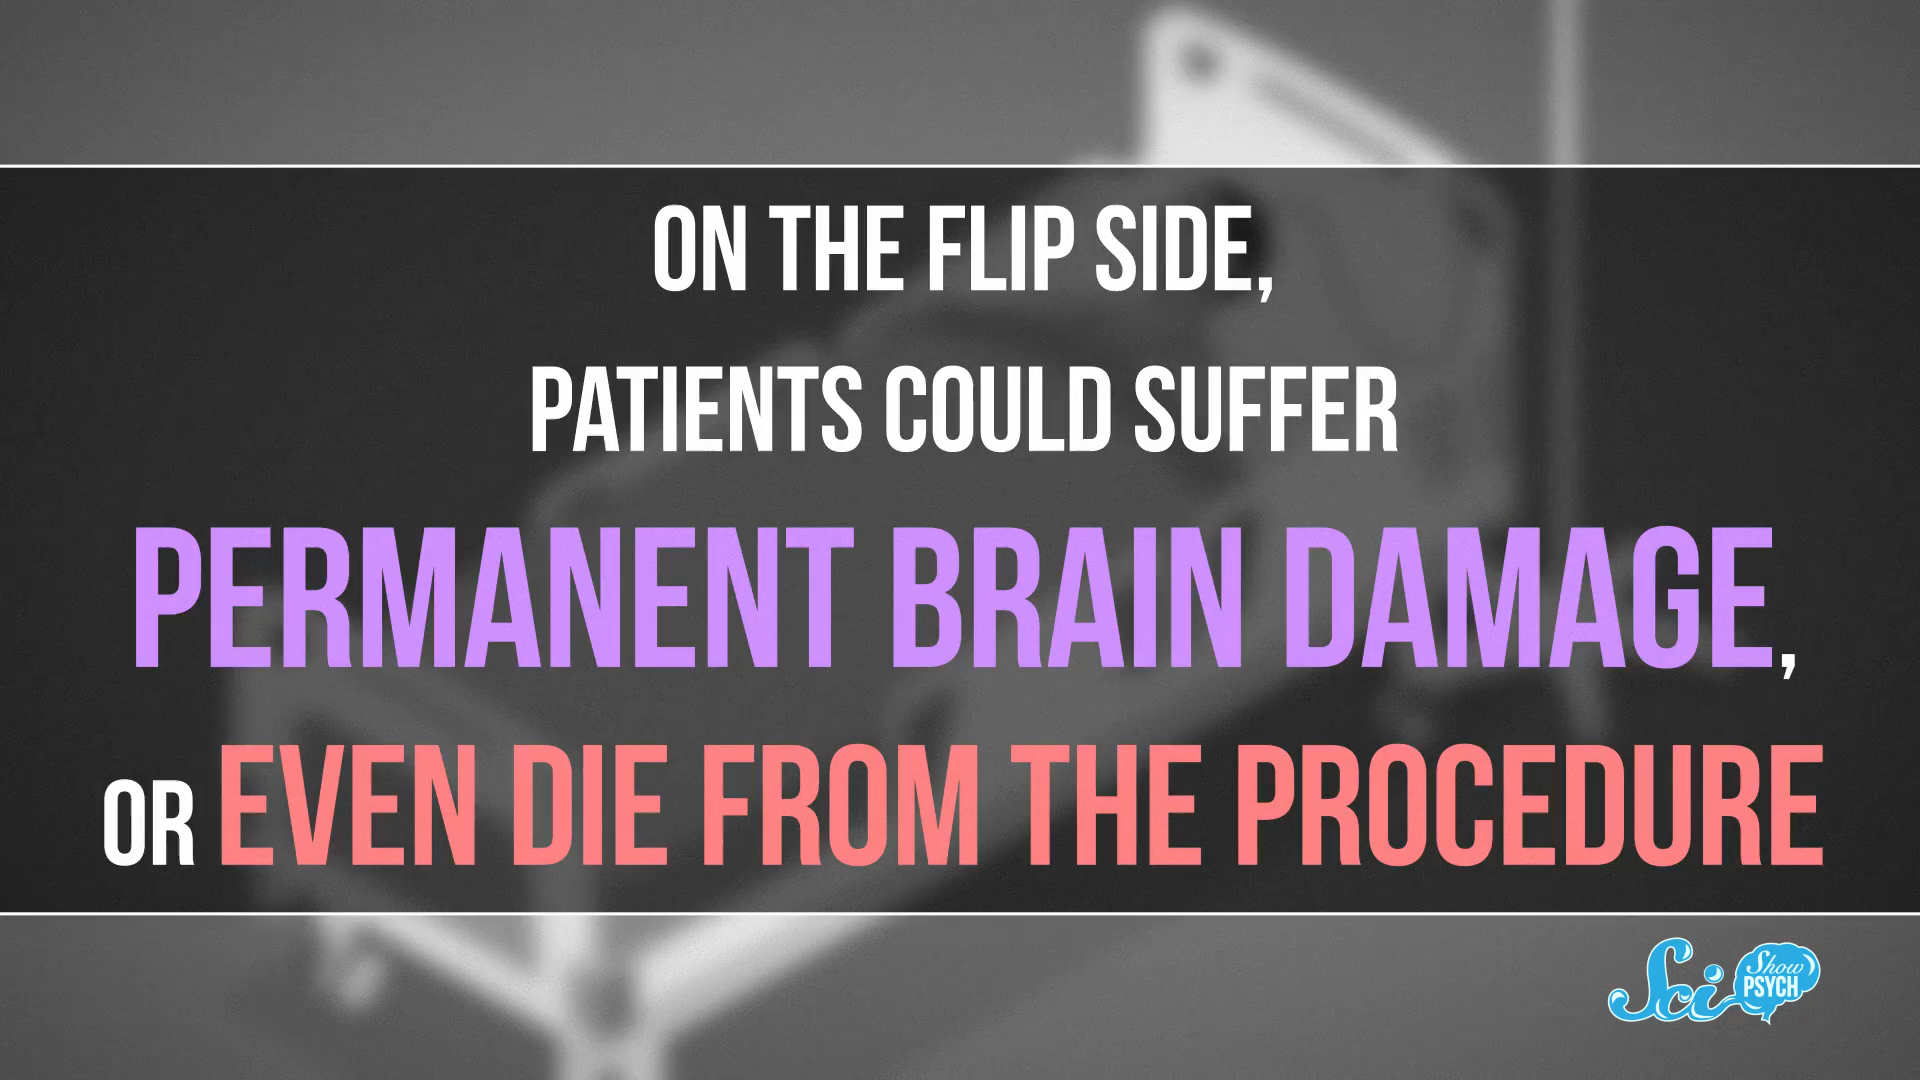 ON THE FLIP SIDE,
PATIENTS COULD SUFFER
PERMANENT BRAIN DAMAGE,
OR EVEN DIE FROM THE PROCEDURE
Sci Show
PSYCH